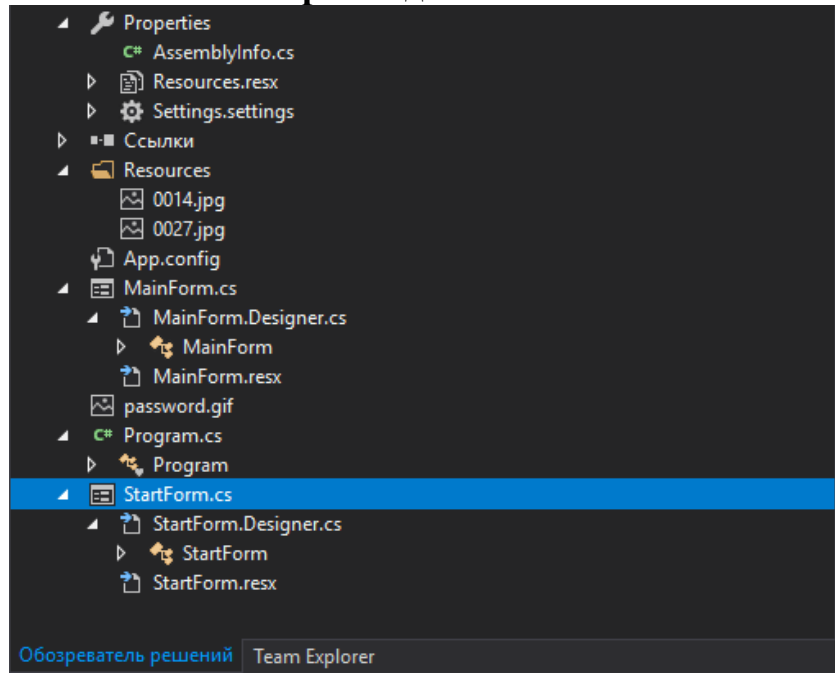 Properties
C# AssemblyInfo.cs
Resources.resx
Settings.settings
Ссылки
Resources
0014.jpg
0027.jpg
App.config
MainForm.cs
MainForm.Designer.cs
MainForm
MainForm.resx
password.gif
C# Program.cs
Program
StartForm.cs
StartForm.Designer.cs
StartForm
StartForm.resx
Обозреватель решений Team Explorer